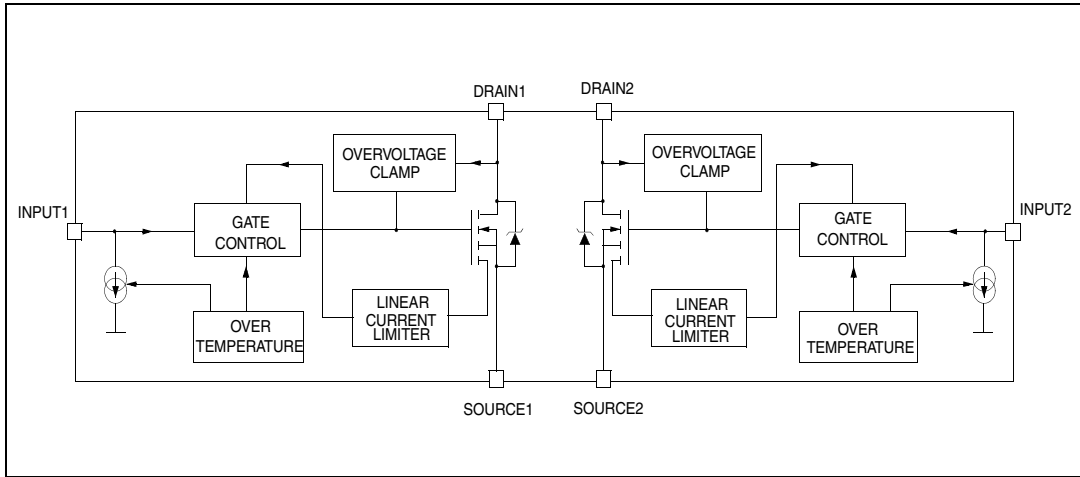 DRAIN1
DRAIN2
OVERVOLTAGE
CLAMP
OVERVOLTAGE
CLAMP
INPUT1
GATE
CONTROL
GATE
CONTROL
INPUT2
LINEAR
CURRENT
LIMITER
LINEAR
CURRENT
LIMITER
OVER
TEMPERATURE
OVER
TEMPERATURE
SOURCE1
SOURCE2